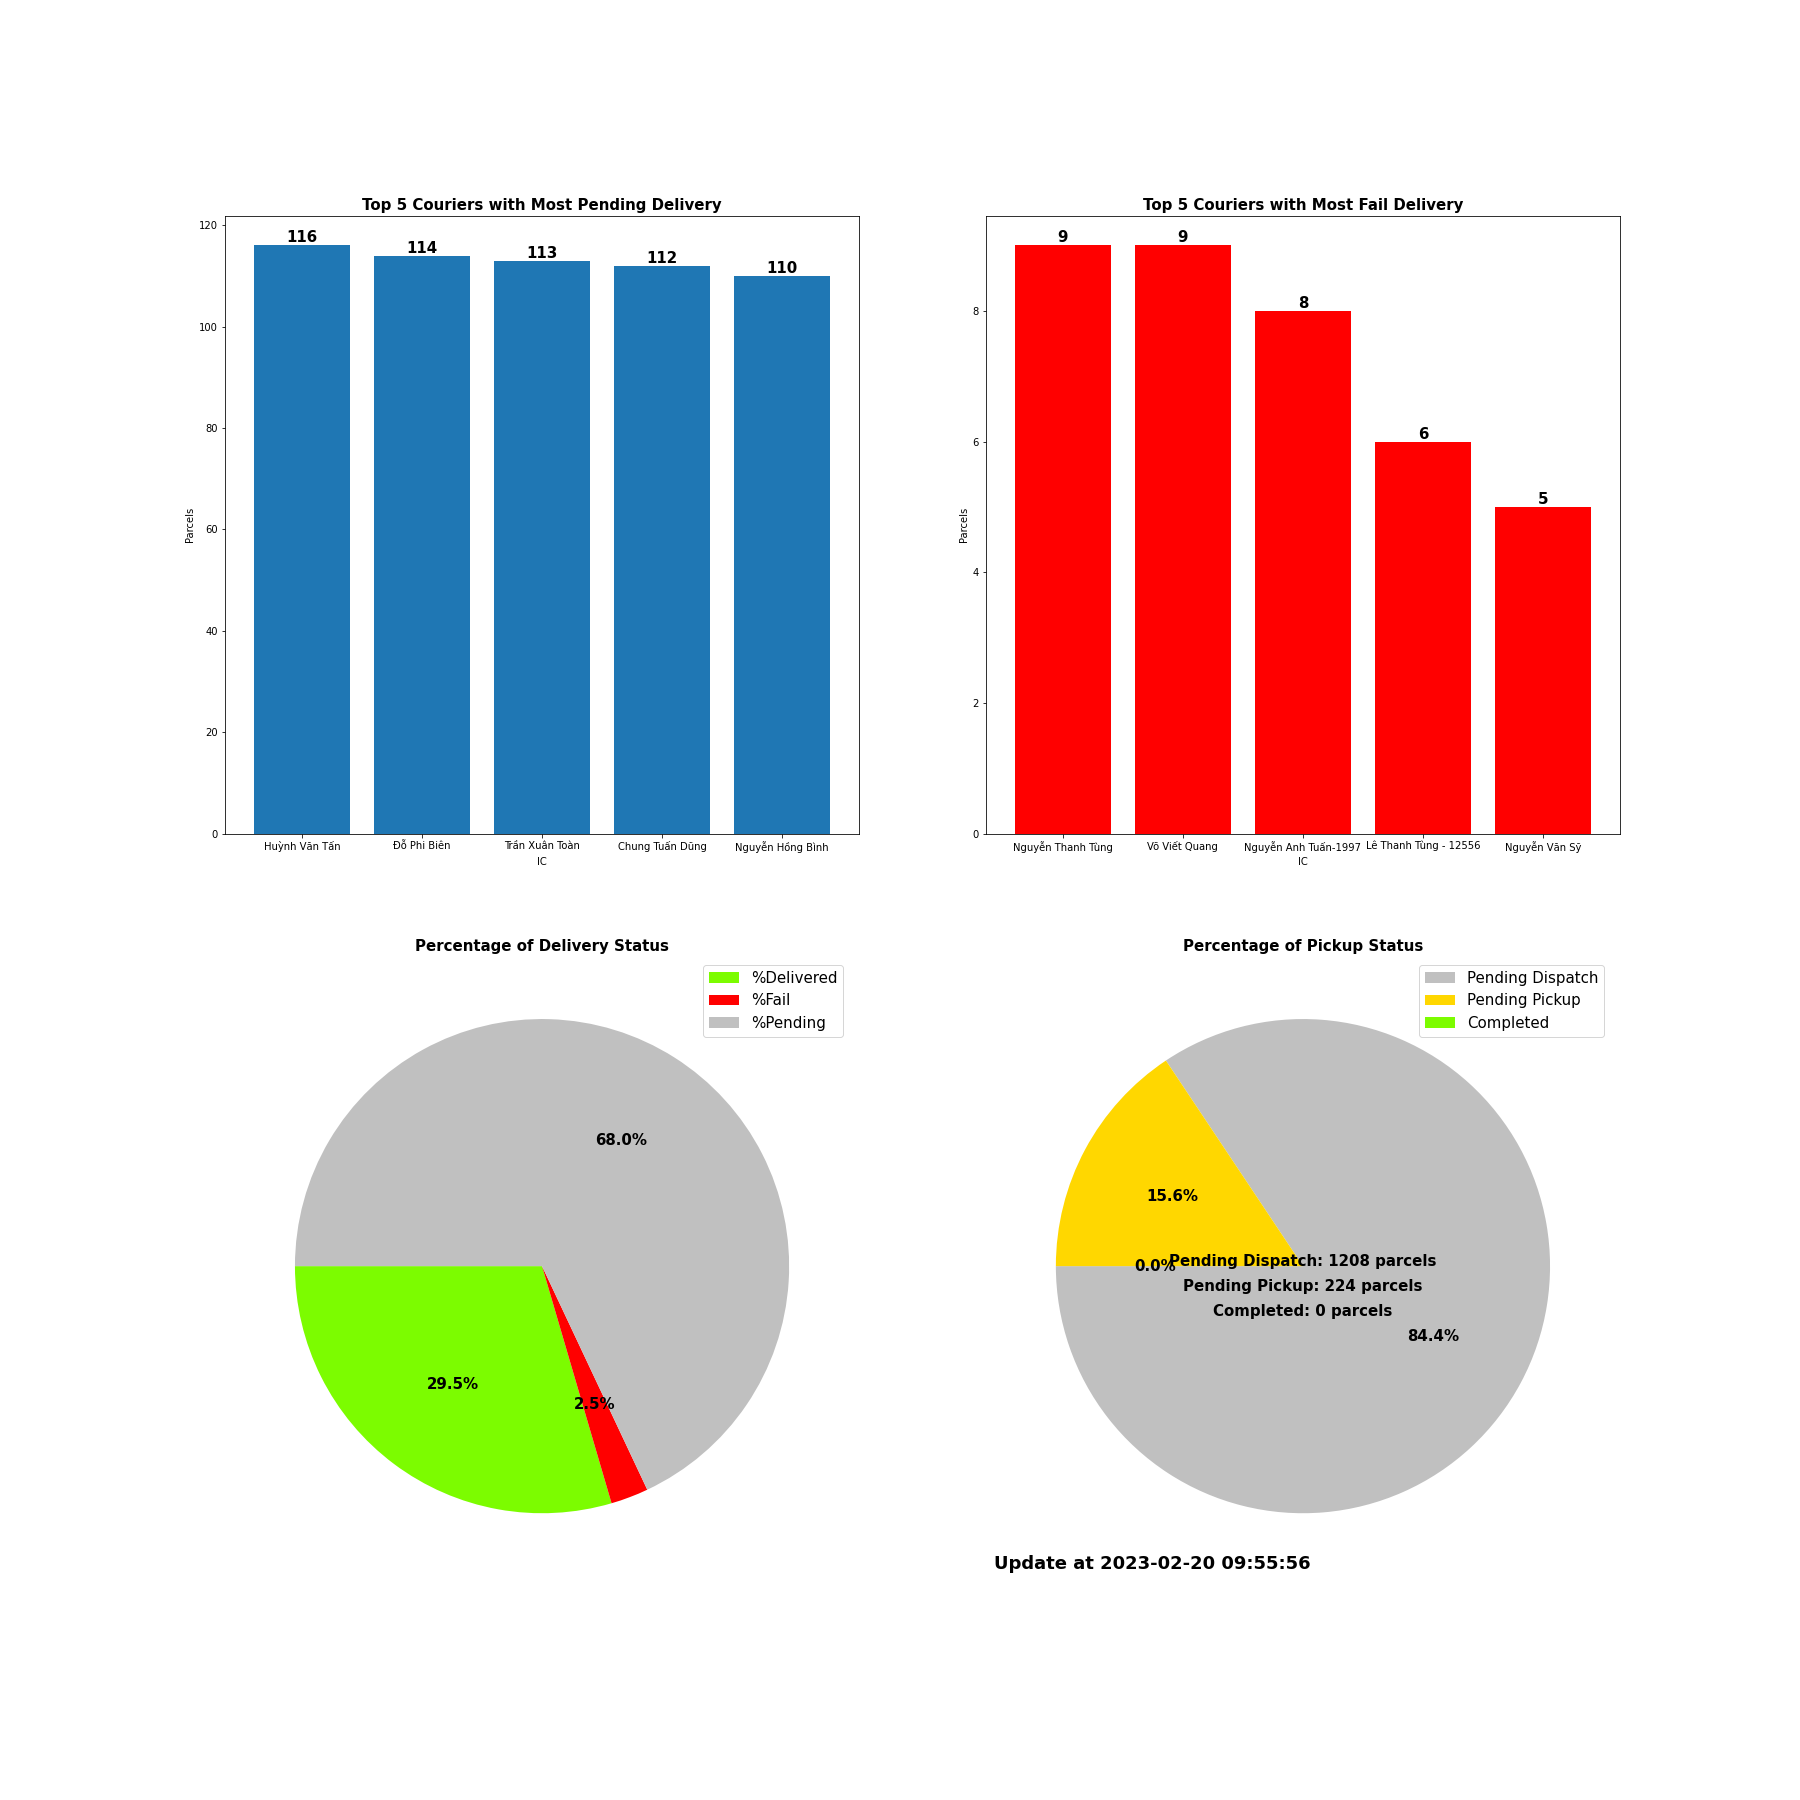 Top 5 Couriers with Most Pending Delivery
120
100
80
60
40
20
0
Parcels
116
114
113
112
110
Huỳnh Văn Tấn
Đỗ Phi Biên
Trần Xuân Toàn
Chung Tuấn Dũng
Nguyễn Hồng Bình
IC
Top 5 Couriers with Most Fail Delivery
8
6
4
2
0
Parcels
9
9
8
6
5
Nguyễn Thanh Tùng
Võ Viết Quang
Nguyễn Anh Tuấn-1997
Lê Thanh Tùng - 12556
Nguyễn Văn Sỹ
IC
Percentage of Delivery Status
%Delivered
%Fail
%Pending
68.0%
29.5%
2.5%
Percentage of Pickup Status
Pending Dispatch
Pending Pickup
Completed
15.6%
0.0%
Pending Dispatch: 1208 parcels
Pending Pickup: 224 parcels
Completed: 0 parcels
84.4%
Update at 2023-02-20 09:55:56